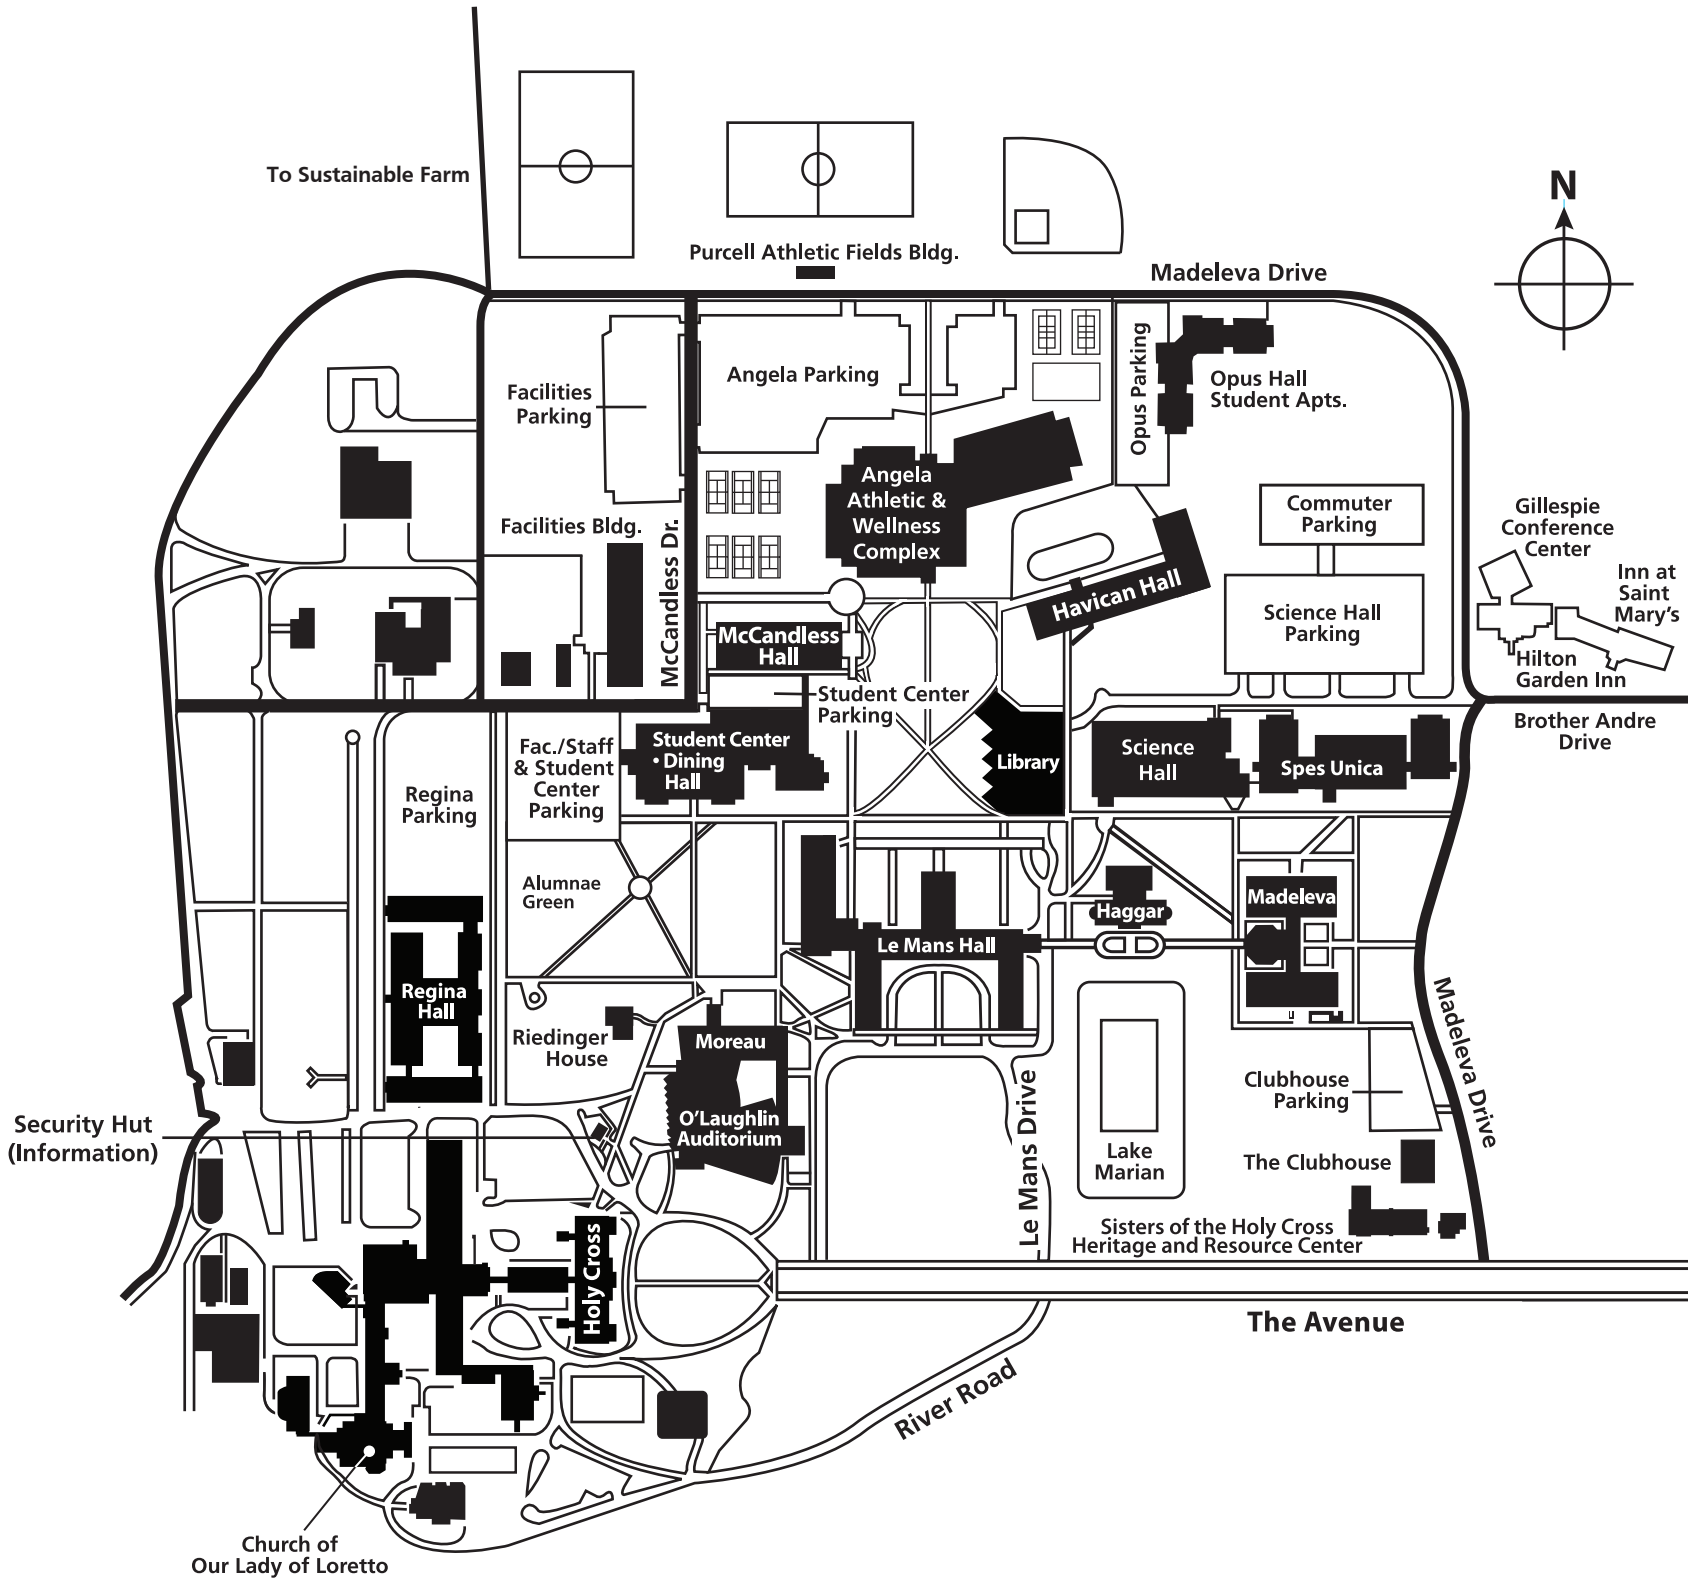 To Sustainable Farm
N
Purcell Athletic Fields Bldg.
Madeleva Drive
Opus Parking
Angela Parking
Facilities
Parking
Opus Hall
Student Apts.
Angela
Athletic &
Wellness
Complex
Commuter
Parking
Gillespie
Conference
Center
Facilities Bldg.
McCandless Dr.
Inn at
Saint
Mary's
Havican Hall
Science Hall
Parking
McCandless
Hall
Hilton
Garden Inn
Student Center
Parking
Brother Andre
Drive
Fac./Staff
& Student
Center
Parking
Student Center
• Dining
Hall
Library
Science
Hall
Spes Unica
Regina
Parking
Alumnae
Green
Madeleva
Haggar
Le Mans Hall
Regina
Hall
Madeleva Drive
Riedinger
House
Moreau
Le Mans Drive
Clubhouse
Parking
Security Hut
(Information)
O'Laughlin
Auditorium
Lake
Marian
The Clubhouse
Holy Cross
Sisters of the Holy Cross
Heritage and Resource Center
The Avenue
River Road
Church of
Our Lady of Loretto